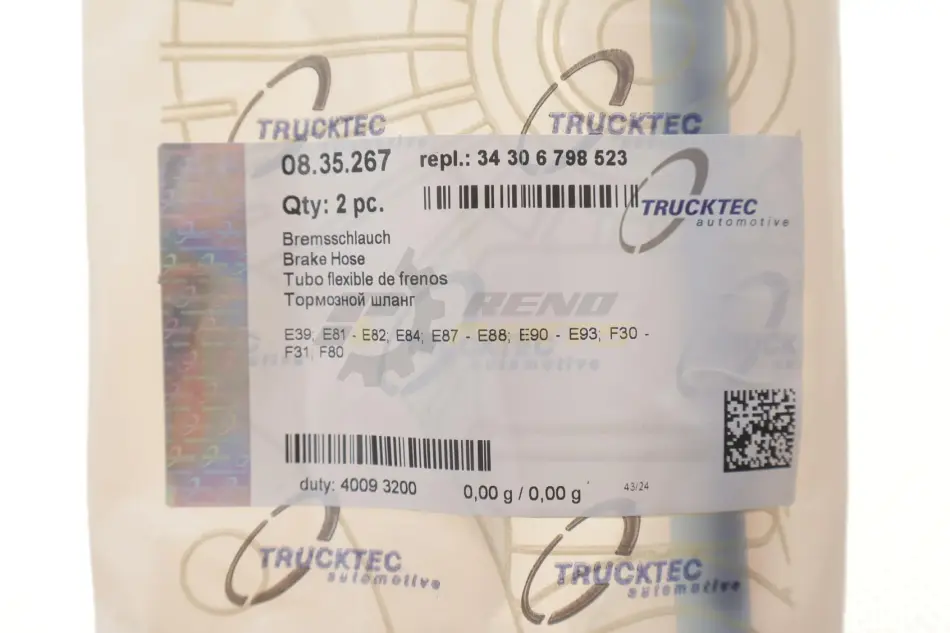 TRUCKTEC
TRUCKTEC
08.35.267
repl.: 34 30 6 798 523
Qty: 2 pc.
TRUCKTEC
automotive
Bremsschlauch
Brake Hose
Tubo flexible de frenos
Тормозной шланг
RENO
E39; E81 - E82; E84; E87 - E88; E90 - E93; F30 -
F31; F80
automotive
duty: 4009 3200
0,00 g / 0,00 g
43/24
TRUCKTEC
automotive
TRUCKTEC
automotive